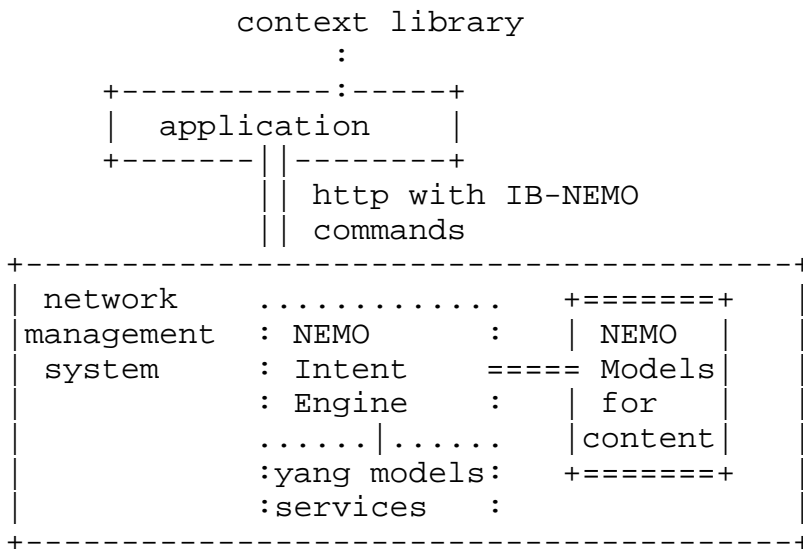 context library
:
+-----------:-----+
|  application    |
+-------||--------+
|| http with IB-NEMO
|| commands
+----------------------------------------+
| network    .............   +=======+   |
|management  : NEMO      :   | NEMO  |   |
| system     : Intent   ===== Models|   |
|            : Engine    :   | for   |   |
|            ......|......   |content|   |
|            :yang models:   +=======+   |
|            :services   :               |
+----------------------------------------+